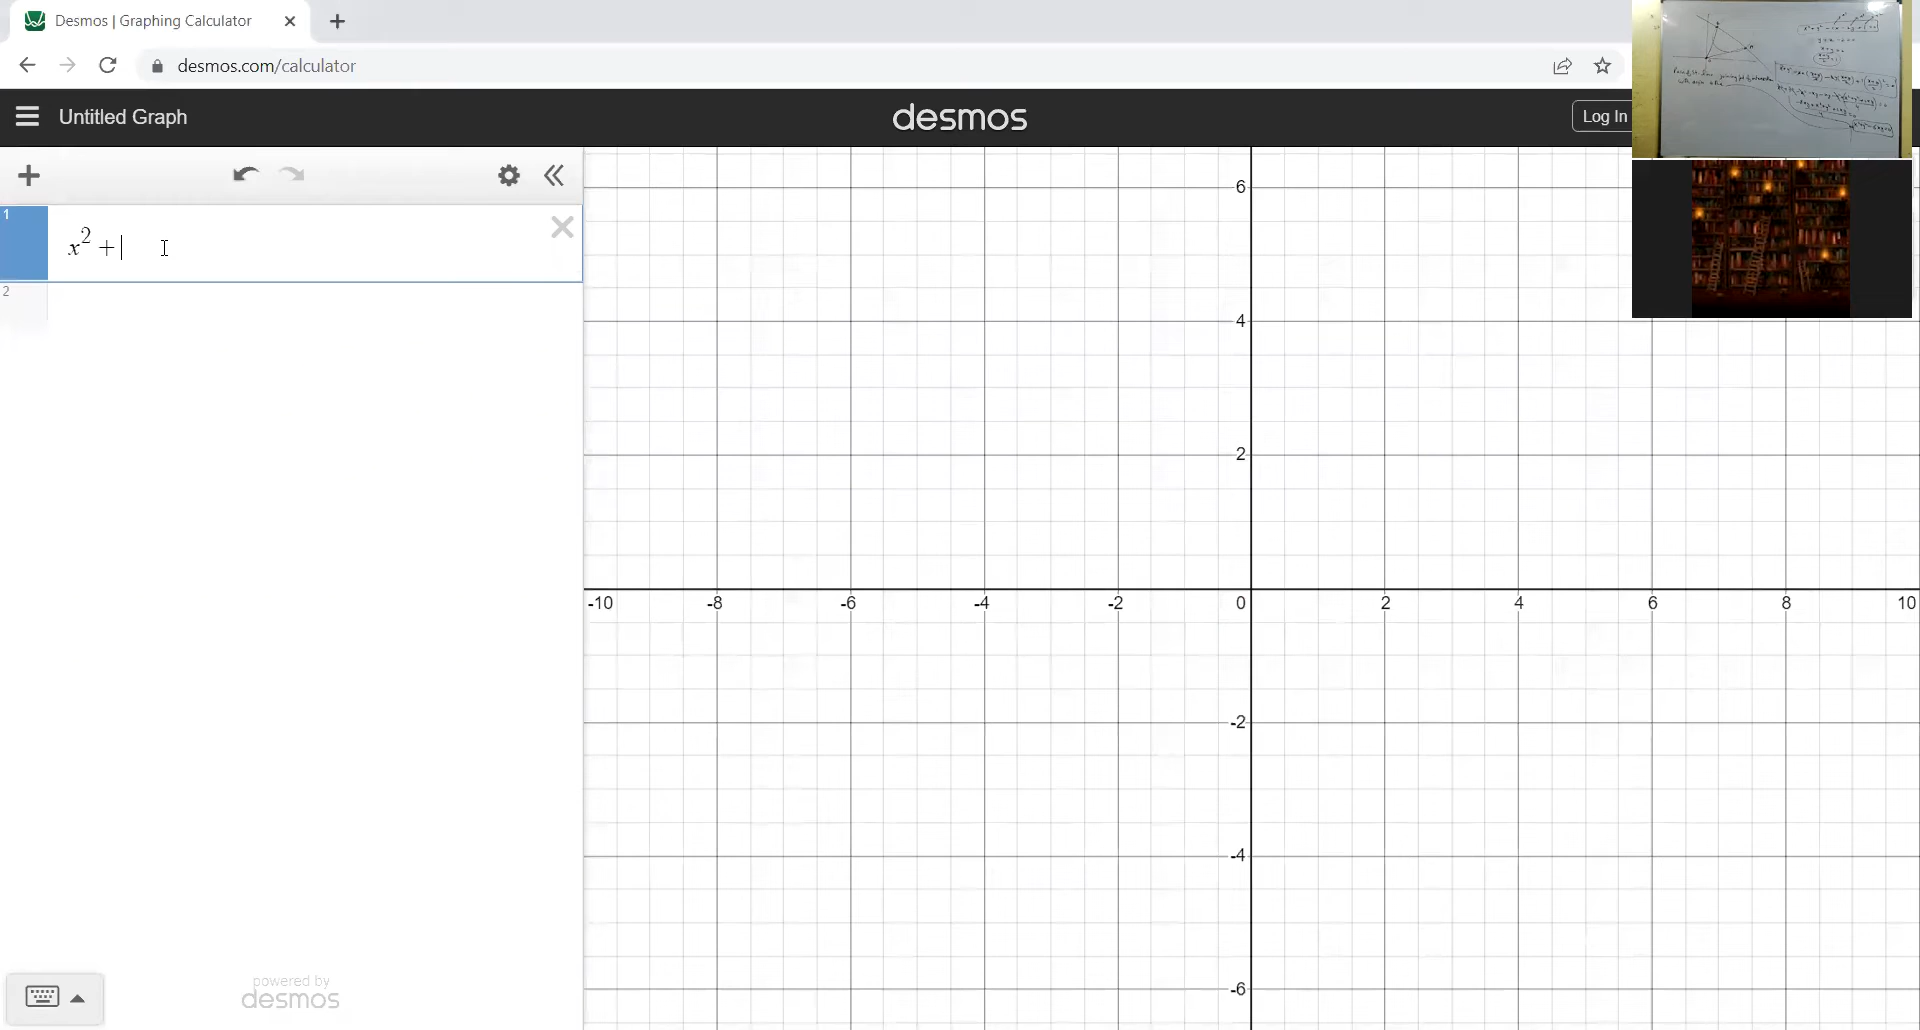 Desmos | Graphing Calculator
desmos.com/calculator
Untitled Graph
desmos
Log In
1
x² +
2
powered by
desmos
6
4
2
-10 -8 -6 -4 -2 0 2 4 6 8 10
-2
-4
-6